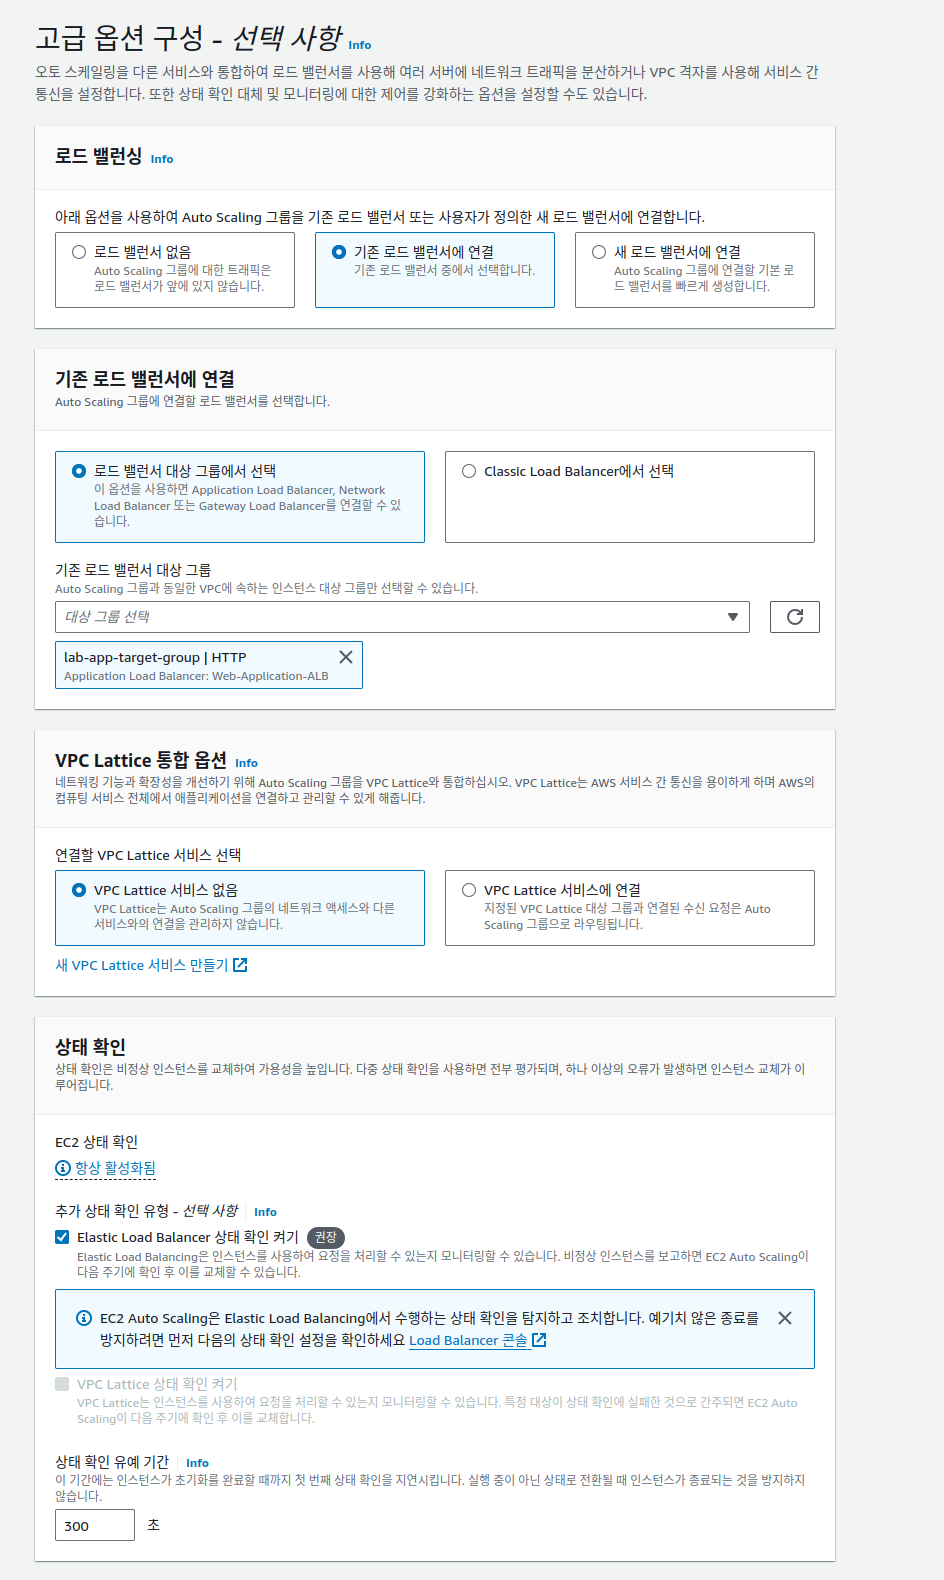 고급 옵션 구성 - 선택 사항 Info
오토 스케일링을 다른 서비스와 통합하여 로드 밸런서를 사용해 여러 서버에 네트워크 트래픽을 분산하거나 VPC 격자를 사용해 서비스 간
통신을 설정합니다. 또한 상태 확인 대체 및 모니터링에 대한 제어를 강화하는 옵션을 설정할 수도 있습니다.
로드 밸런싱 Info
아래 옵션을 사용하여 Auto Scaling 그룹을 기존 로드 밸런서 또는 사용자가 정의한 새 로드 밸런서에 연결합니다.
로드 밸런서 없음
Auto Scaling 그룹에 대한 트래픽은
로드 밸런서가 앞에 있지 않습니다.
기존 로드 밸런서에 연결
기존 로드 밸런서 중에서 선택합니다.
새 로드 밸런서에 연결
Auto Scaling 그룹에 연결할 기본 로
드 밸런서를 빠르게 생성합니다.
기존 로드 밸런서에 연결
Auto Scaling 그룹에 연결할 로드 밸런서를 선택합니다.
로드 밸런서 대상 그룹에서 선택
이 옵션을 사용하면 Application Load Balancer, Network
Load Balancer 또는 Gateway Load Balancer를 연결할 수 있
습니다.
Classic Load Balancer에서 선택
기존 로드 밸런서 대상 그룹
Auto Scaling 그룹과 동일한 VPC에 속하는 인스턴스 대상 그룹만 선택할 수 있습니다.
대상 그룹 선택
lab-app-target-group | HTTP
Application Load Balancer: Web-Application-ALB
VPC Lattice 통합 옵션 Info
네트워킹 기능과 확장성을 개선하기 위해 Auto Scaling 그룹을 VPC Lattice와 통합하십시오. VPC Lattice는 AWS 서비스 간 통신을 용이하게 하며 AWS의
컴퓨팅 서비스 전체에서 애플리케이션을 연결하고 관리할 수 있게 해줍니다.
연결할 VPC Lattice 서비스 선택
VPC Lattice 서비스 없음
VPC Lattice는 Auto Scaling 그룹의 네트워크 액세스와 다른
서비스와의 연결을 관리하지 않습니다.
VPC Lattice 서비스에 연결
지정된 VPC Lattice 대상 그룹과 연결된 수신 요청은 Auto
Scaling 그룹으로 라우팅됩니다.
새 VPC Lattice 서비스 만들기
상태 확인
상태 확인은 비정상 인스턴스를 교체하여 가용성을 높입니다. 다중 상태 확인을 사용하면 전부 평가되며, 하나 이상의 오류가 발생하면 인스턴스 교체가 이
루어집니다.
EC2 상태 확인
항상 활성화됨
추가 상태 확인 유형 - 선택 사항 Info
Elastic Load Balancer 상태 확인 켜기 권장
Elastic Load Balancing은 인스턴스를 사용하여 요청을 처리할 수 있는지 모니터링할 수 있습니다. 비정상 인스턴스를 보고하면 EC2 Auto Scaling이
다음 주기에 확인 후 이를 교체할 수 있습니다.
EC2 Auto Scaling은 Elastic Load Balancing에서 수행하는 상태 확인을 탐지하고 조치합니다. 예기치 않은 종료를
방지하려면 먼저 다음의 상태 확인 설정을 확인하세요 Load Balancer 콘솔
VPC Lattice 상태 확인 켜기
VPC Lattice는 인스턴스를 사용하여 요청을 처리할 수 있는지 모니터링할 수 있습니다. 특정 대상이 상태 확인에 실패한 것으로 간주되면 EC2 Auto
Scaling이 다음 주기에 확인 후 이를 교체합니다.
상태 확인 유예 기간 Info
이 기간에는 인스턴스가 초기화를 완료할 때까지 첫 번째 상태 확인을 지연시킵니다. 실행 중이 아닌 상태로 전환될 때 인스턴스가 종료되는 것을 방지하지
않습니다.
300 초